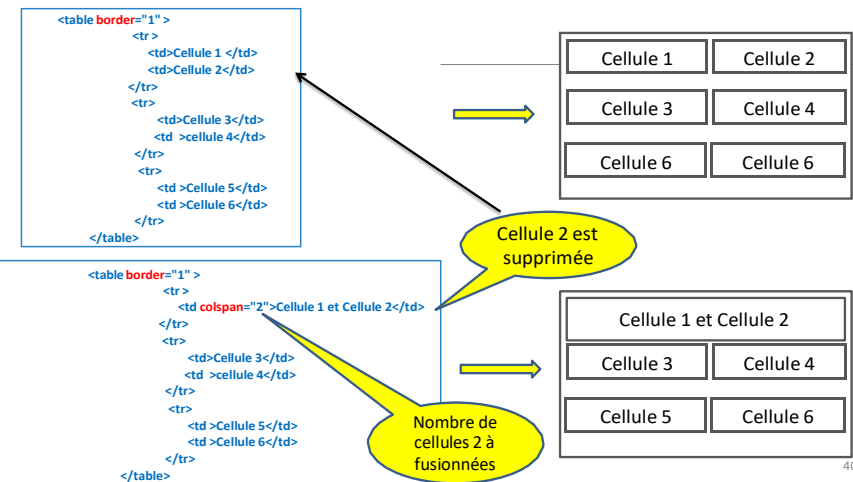 <table border="1" >
<tr >
<td>Cellule 1 </td>
<td>Cellule 2</td>
</tr>
<tr>
<td>Cellule 3</td>
<td >cellule 4</td>
</tr>
<tr>
<td >Cellule 5</td>
<td >Cellule 6</td>
</tr>
</table>
Cellule 1 Cellule 2
Cellule 3 Cellule 4
Cellule 6 Cellule 6
Cellule 2 est
supprimée
<table border="1" >
<tr >
<td colspan="2">Cellule 1 et Cellule 2</td>
</tr>
<tr>
<td>Cellule 3</td>
<td >cellule 4</td>
</tr>
<tr>
<td >Cellule 5</td>
<td >Cellule 6</td>
</tr>
</table>
Nombre de
cellules 2 à
fusionnées
Cellule 1 et Cellule 2
Cellule 3 Cellule 4
Cellule 5 Cellule 6